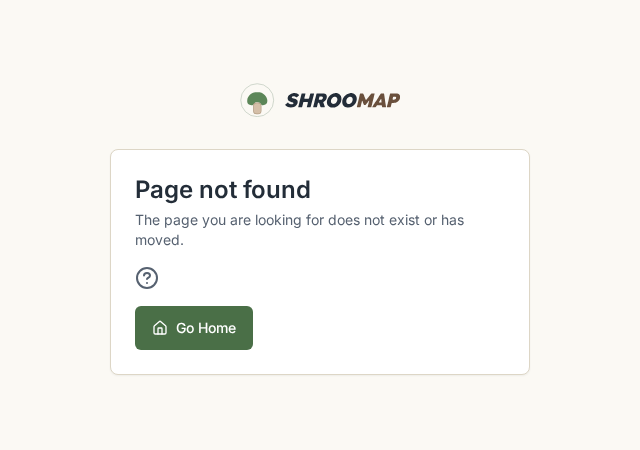 SHROOMAP
Page not found
The page you are looking for does not exist or has
moved.
Go Home